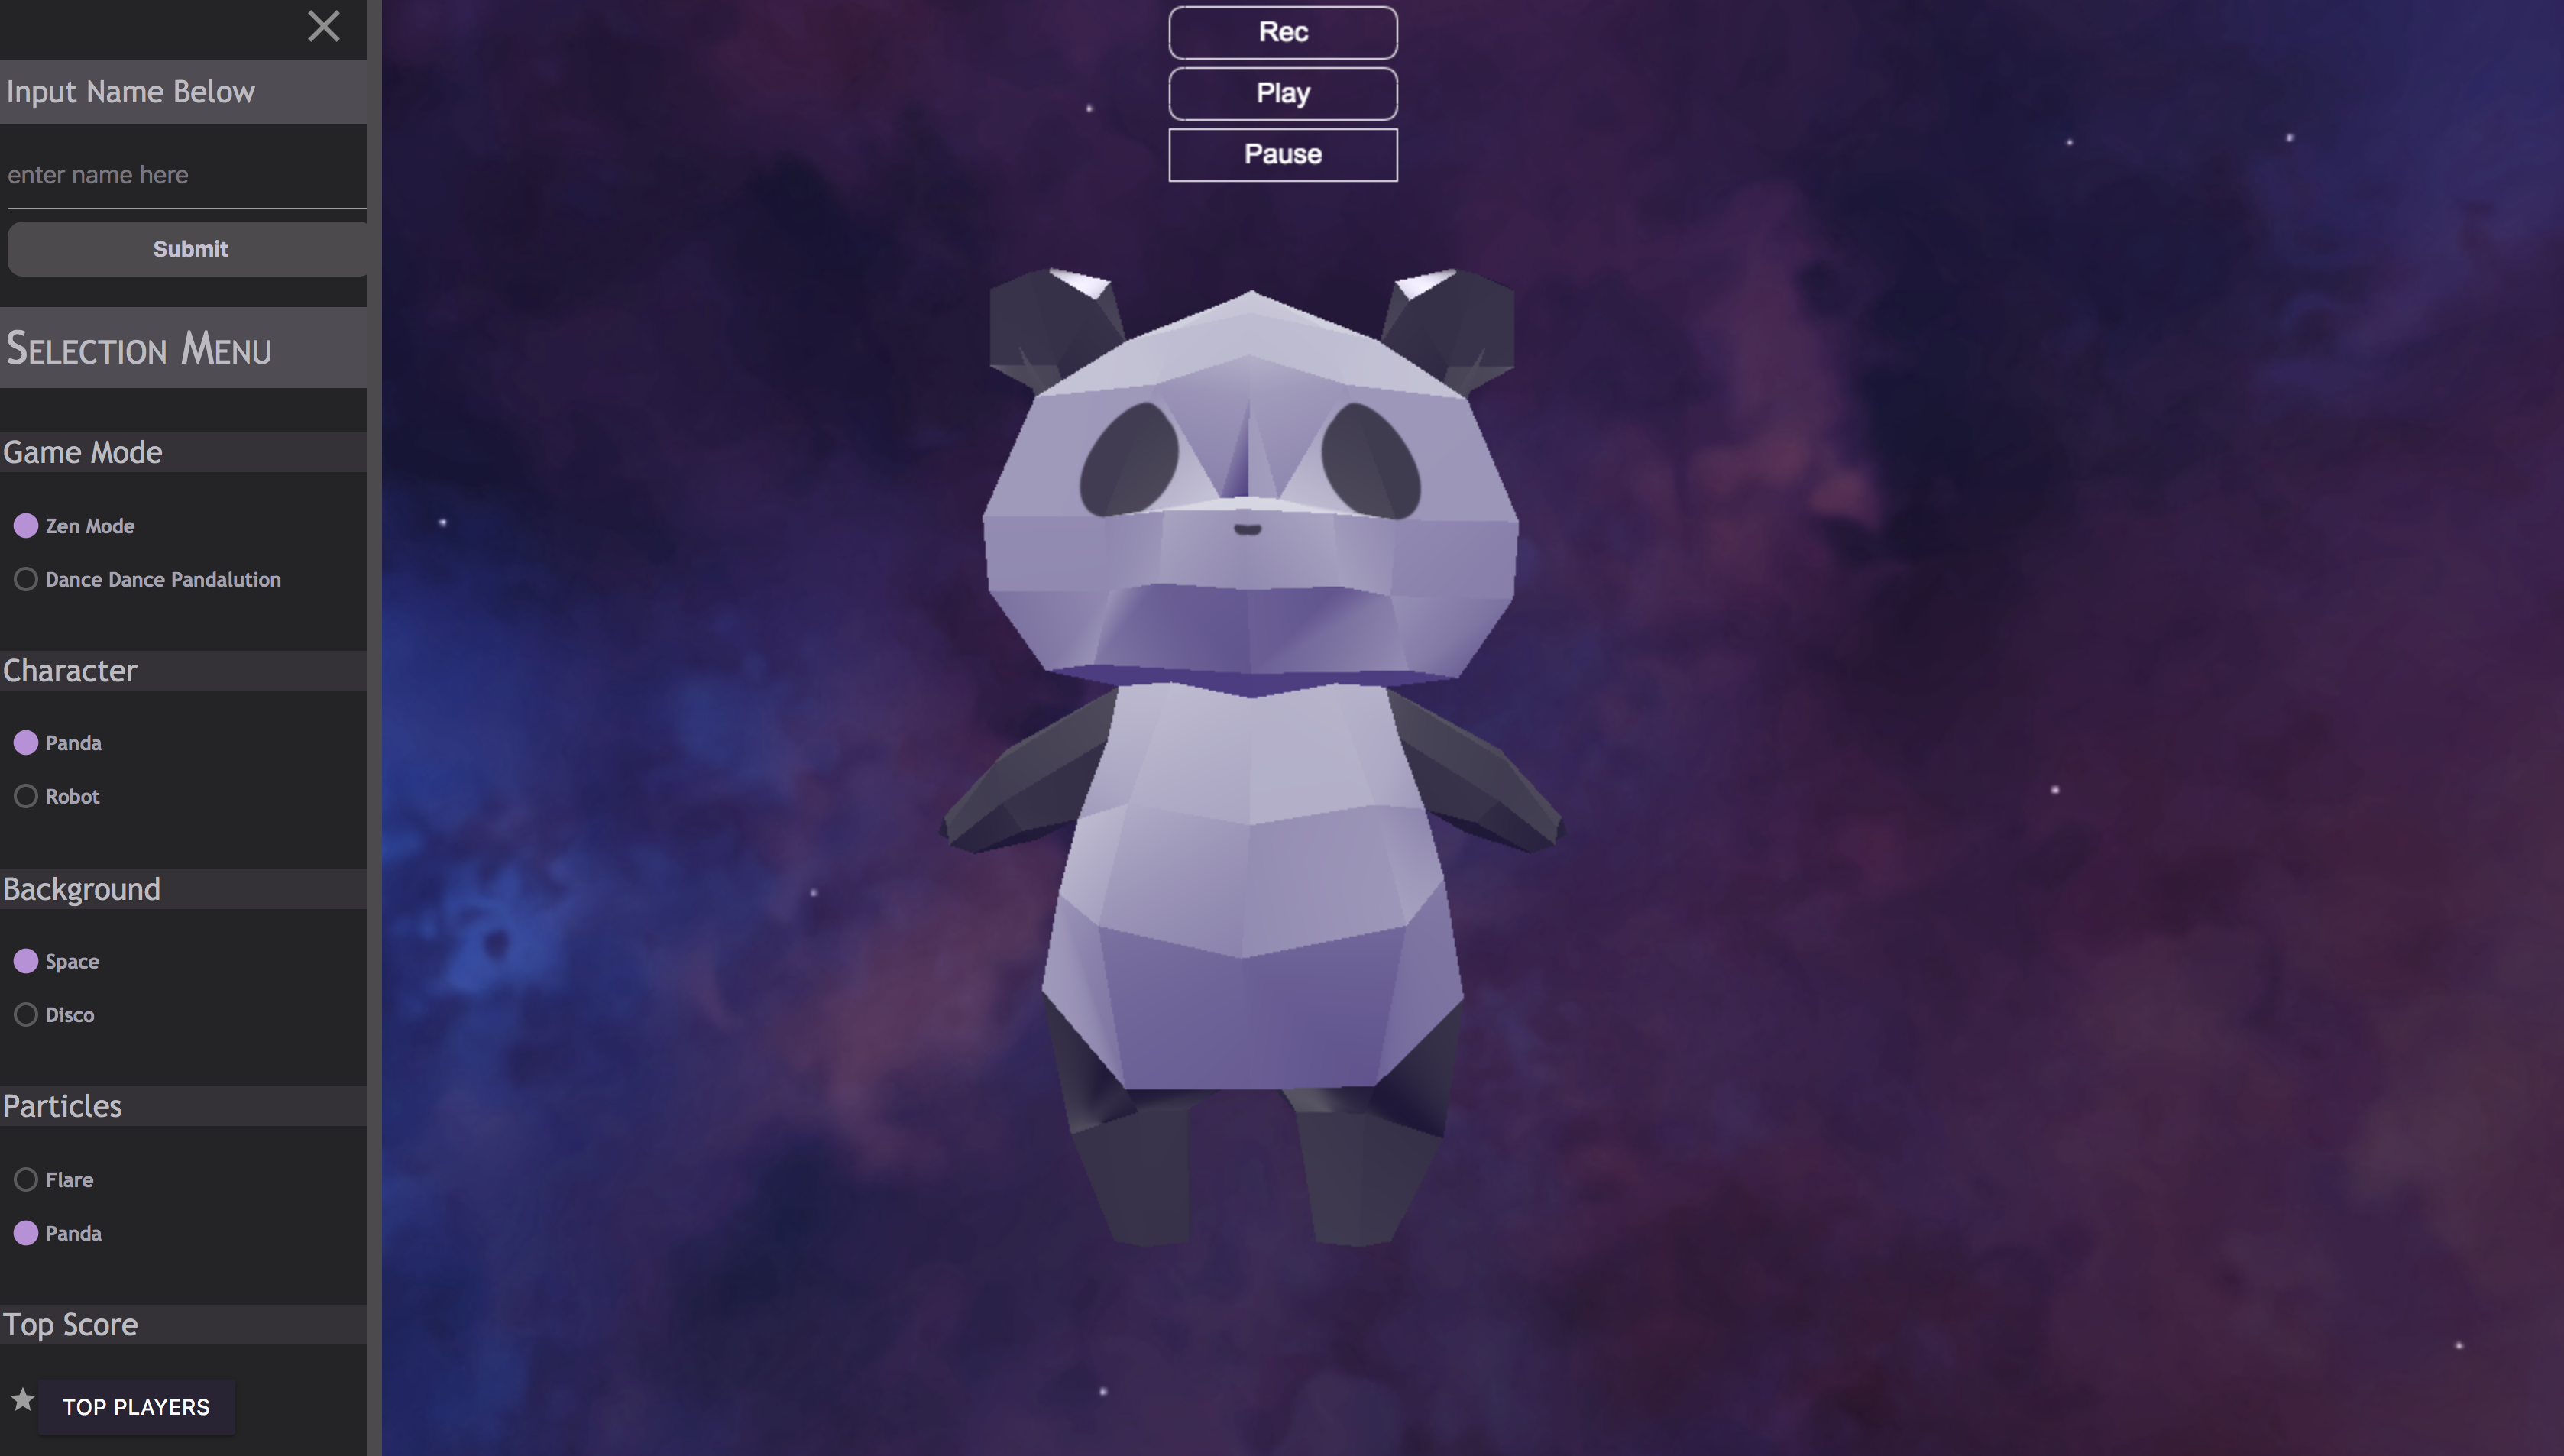 Input Name Below
enter name here
Submit
Selection Menu
Game Mode
Zen Mode
Dance Dance Pandalution
Character
Panda
Robot
Background
Space
Disco
Particles
Flare
Panda
Top Score
TOP PLAYERS
Rec
Play
Pause